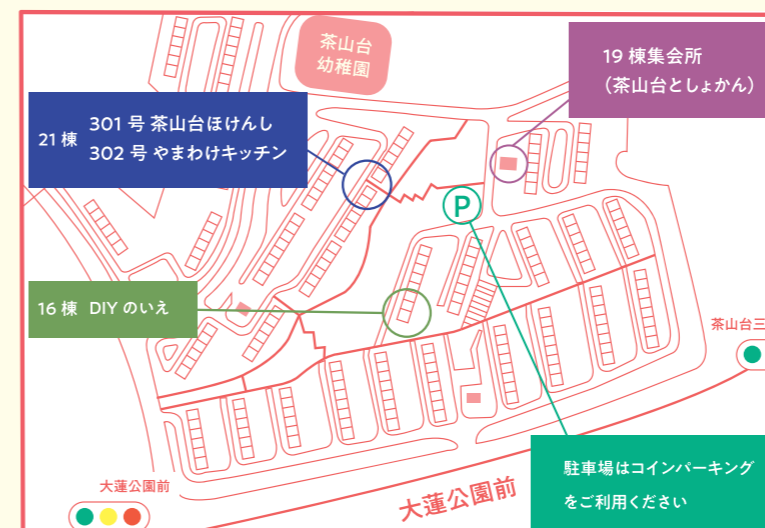 茶山台
幼稚園
19 棟集会所
(茶山台としょかん)
21 棟
301 号 茶山台ほけんし
302 号 やまわけキッチン
P
16 棟 DIY のいえ
茶山台三
駐車場はコインパーキング
をご利用ください
大蓮公園前
大蓮公園前